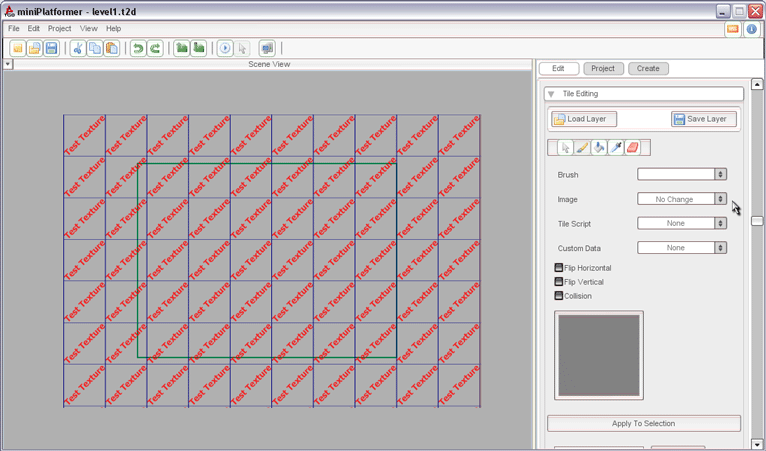 miniPlatformer - level1.t2d
File Edit Project View Help
Scene View
Edit Project Create
Tile Editing
Load Layer Save Layer
Brush
Image No Change
Tile Script None
Custom Data None
Flip Horizontal
Flip Vertical
Collision
Apply To Selection
Test Texture Test Texture Test Texture Test Texture Test Texture Test Texture Test Texture Test Texture Test Texture Test Texture
Test Texture Test Texture Test Texture Test Texture Test Texture Test Texture Test Texture Test Texture Test Texture Test Texture
Test Texture Test Texture Test Texture Test Texture Test Texture Test Texture Test Texture Test Texture Test Texture Test Texture
Test Texture Test Texture Test Texture Test Texture Test Texture Test Texture Test Texture Test Texture Test Texture Test Texture
Test Texture Test Texture Test Texture Test Texture Test Texture Test Texture Test Texture Test Texture Test Texture Test Texture
Test Texture Test Texture Test Texture Test Texture Test Texture Test Texture Test Texture Test Texture Test Texture Test Texture
Test Texture Test Texture Test Texture Test Texture Test Texture Test Texture Test Texture Test Texture Test Texture Test Texture